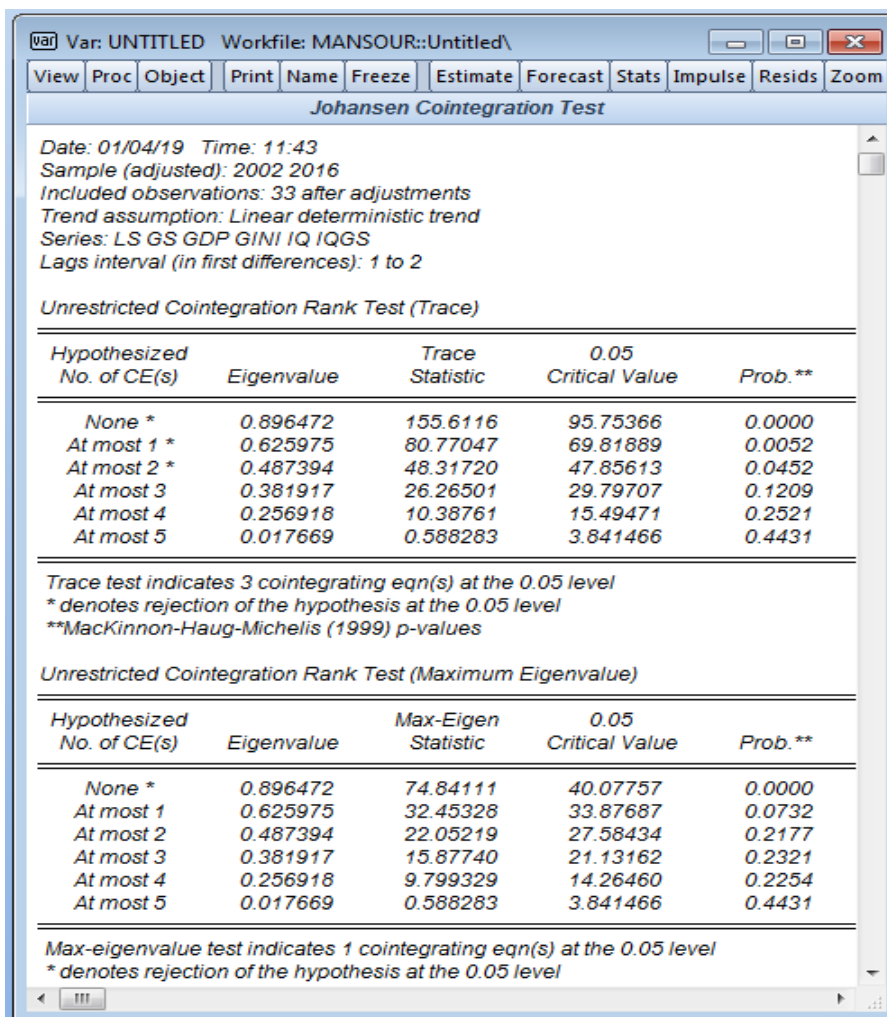 var Var: UNTITLED Workfile: MANSOUR::Untitled\
View Proc Object Print Name Freeze Estimate Forecast Stats Impulse Resids Zoom
Johansen Cointegration Test
Date: 01/04/19 Time: 11:43
Sample (adjusted): 2002 2016
Included observations: 33 after adjustments
Trend assumption: Linear deterministic trend
Series: LS GS GDP GINI IQ IQGS
Lags interval (in first differences): 1 to 2
Unrestricted Cointegration Rank Test (Trace)
Hypothesized Trace 0.05
No. of CE(s) Eigenvalue Statistic Critical Value Prob.**
None * 0.896472 155.6116 95.75366 0.0000
At most 1 * 0.625975 80.77047 69.81889 0.0052
At most 2 * 0.487394 48.31720 47.85613 0.0452
At most 3 0.381917 26.26501 29.79707 0.1209
At most 4 0.256918 10.38761 15.49471 0.2521
At most 5 0.017669 0.588283 3.841466 0.4431
Trace test indicates 3 cointegrating eqn(s) at the 0.05 level
* denotes rejection of the hypothesis at the 0.05 level
**MacKinnon-Haug-Michelis (1999) p-values
Unrestricted Cointegration Rank Test (Maximum Eigenvalue)
Hypothesized Max-Eigen 0.05
No. of CE(s) Eigenvalue Statistic Critical Value Prob.**
None * 0.896472 74.84111 40.07757 0.0000
At most 1 0.625975 32.45328 33.87687 0.0732
At most 2 0.487394 22.05219 27.58434 0.2177
At most 3 0.381917 15.87740 21.13162 0.2321
At most 4 0.256918 9.799329 14.26460 0.2254
At most 5 0.017669 0.588283 3.841466 0.4431
Max-eigenvalue test indicates 1 cointegrating eqn(s) at the 0.05 level
* denotes rejection of the hypothesis at the 0.05 level